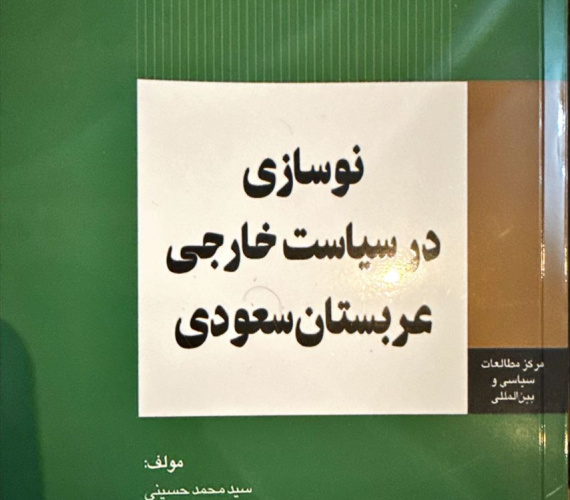 نوسازی
در سیاست خارجی
عربستان سعودی
مرکز مطالعات
سیاسی و
بین‌المللی
مولف:
سید محمد حسینی